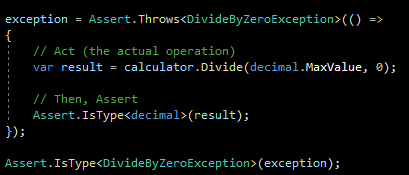 exception = Assert.Throws<DivideByZeroException>(() =>
{
// Act (the actual operation)
var result = calculator.Divide(decimal.MaxValue, 0);
// Then, Assert
Assert.IsType<decimal>(result);
});
Assert.IsType<DivideByZeroException>(exception);